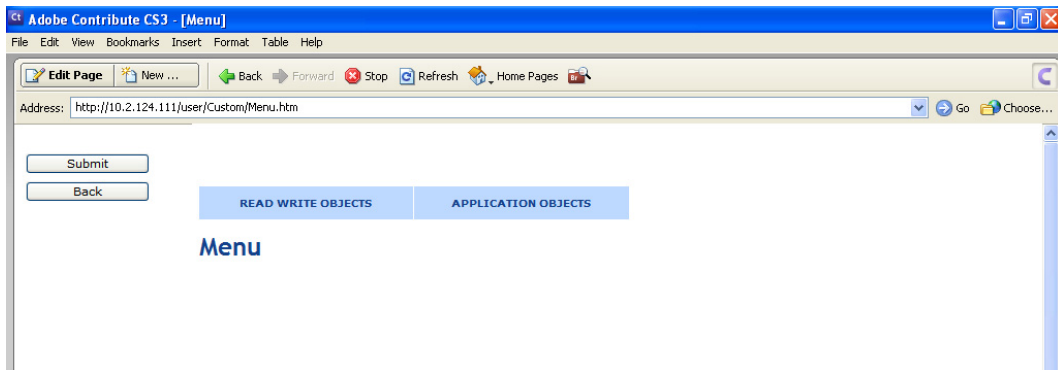 Ct Adobe Contribute CS3 - [Menu]
File Edit View Bookmarks Insert Format Table Help
Edit Page New ... Back Forward Stop Refresh Home Pages Br
Address: http://10.2.124.111/user/Custom/Menu.htm Go Choose...
Submit
Back
READ WRITE OBJECTS APPLICATION OBJECTS
Menu